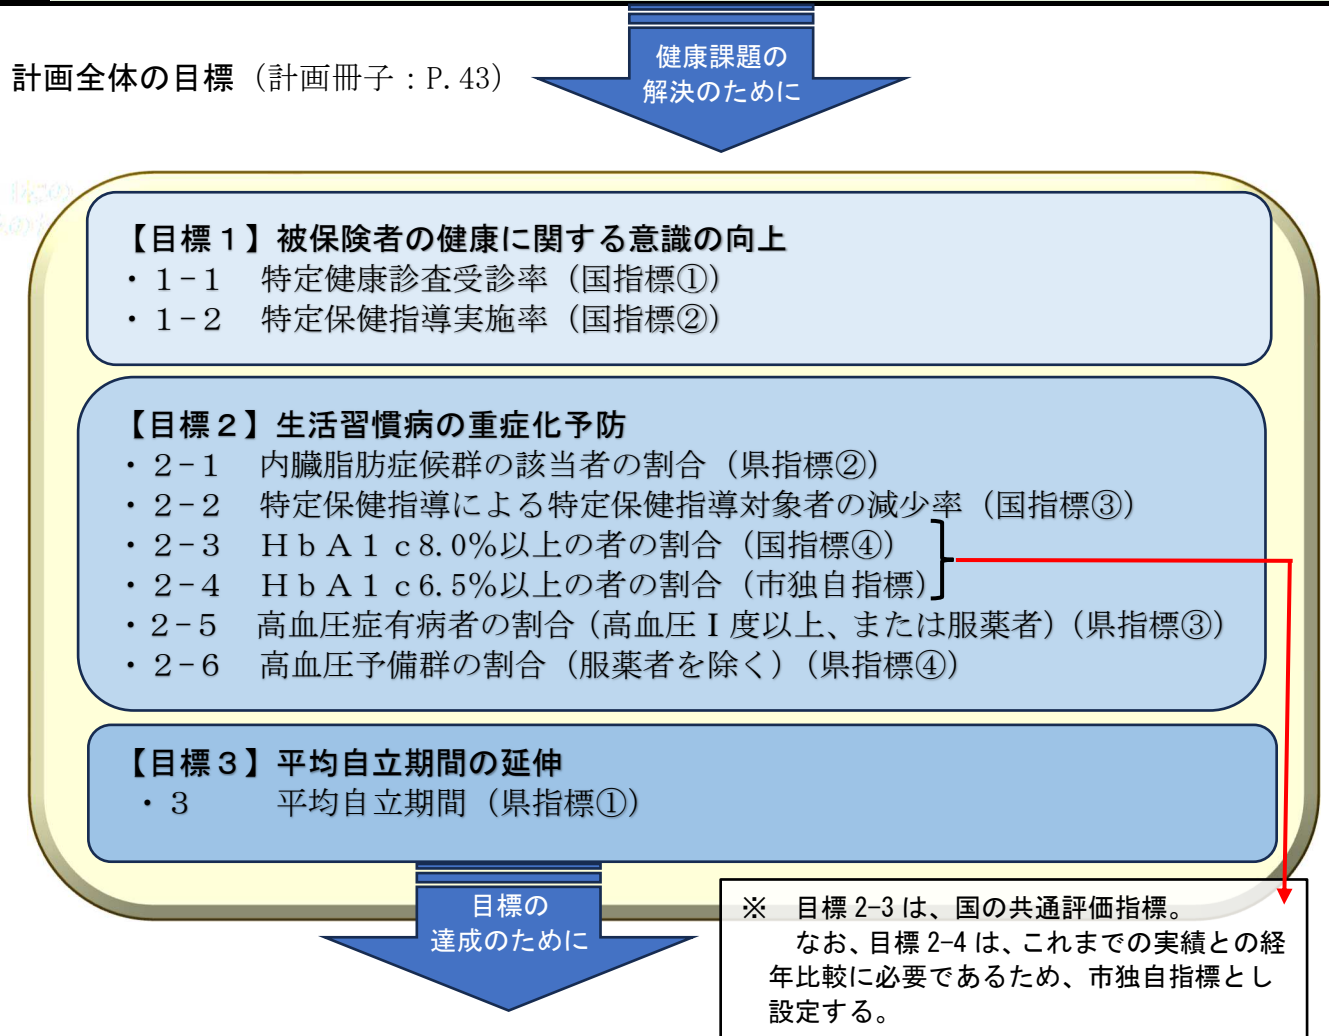 健康課題の
解決のために
計画全体の目標（計画冊子：P.43）
【目標１】被保険者の健康に関する意識の向上
・１−１　特定健康診査受診率（国指標①）
・１−２　特定保健指導実施率（国指標②）
【目標２】生活習慣病の重症化予防
・２−１　内臓脂肪症候群の該当者の割合（県指標②）
・２−２　特定保健指導による特定保健指導対象者の減少率（国指標③）
・２−３　ＨｂＡ１ｃ8.0%以上の者の割合（国指標④）
・２−４　ＨｂＡ１ｃ6.5%以上の者の割合（市独自指標）
・２−５　高血圧症有病者の割合（高血圧Ⅰ度以上、または服薬者）（県指標③）
・２−６　高血圧予備群の割合（服薬者を除く）（県指標④）
【目標３】平均自立期間の延伸
・３　　　平均自立期間（県指標①）
目標の
達成のために
※　目標 2-3 は、国の共通評価指標。
なお、目標 2-4 は、これまでの実績との経
年比較に必要であるため、市独自指標とし
設定する。